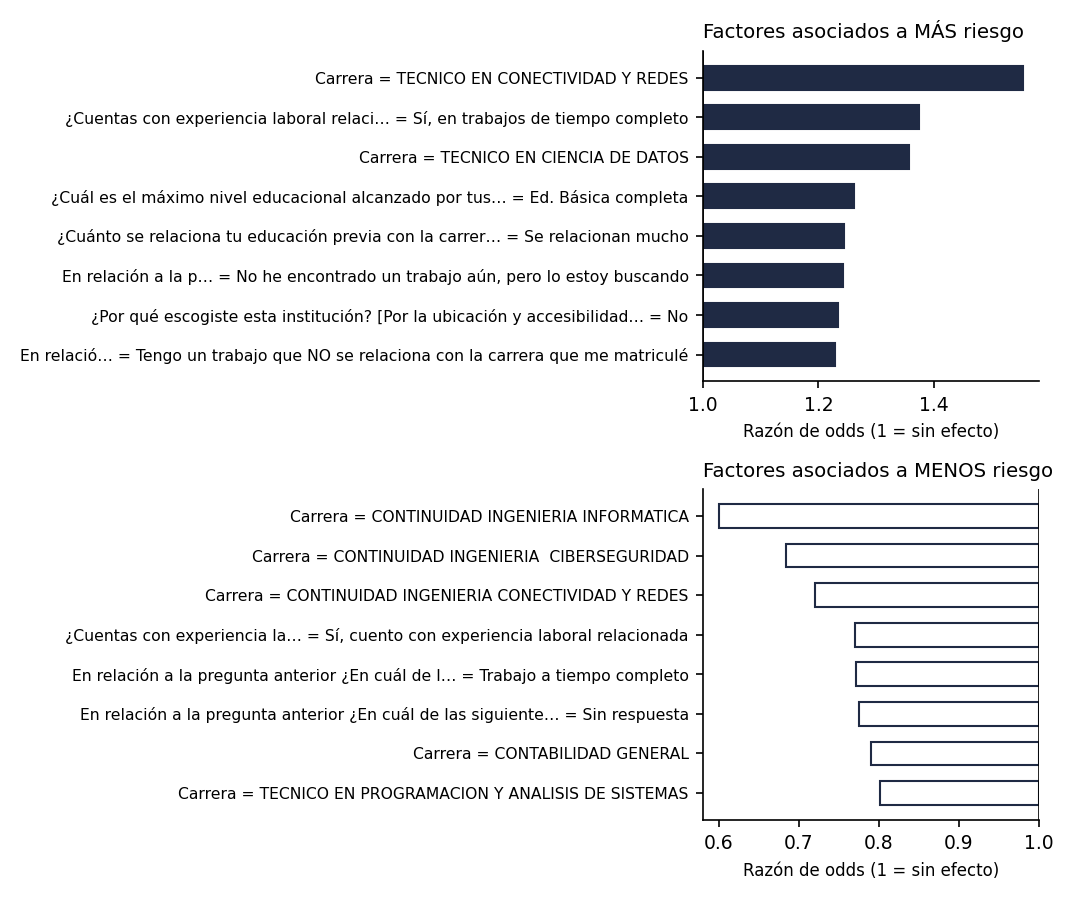 Factores asociados a MÁS riesgo
Carrera = TECNICO EN CONECTIVIDAD Y REDES
¿Cuentas con experiencia laboral relaci… = Sí, en trabajos de tiempo completo
Carrera = TECNICO EN CIENCIA DE DATOS
¿Cuál es el máximo nivel educacional alcanzado por tus… = Ed. Básica completa
¿Cuánto se relaciona tu educación previa con la carrer… = Se relacionan mucho
En relación a la p… = No he encontrado un trabajo aún, pero lo estoy buscando
¿Por qué escogiste esta institución? [Por la ubicación y accesibilidad… = No
En relació… = Tengo un trabajo que NO se relaciona con la carrera que me matriculé
1.0 1.2 1.4
Razón de odds (1 = sin efecto)
Factores asociados a MENOS riesgo
Carrera = CONTINUIDAD INGENIERIA INFORMATICA
Carrera = CONTINUIDAD INGENIERIA  CIBERSEGURIDAD
Carrera = CONTINUIDAD INGENIERIA CONECTIVIDAD Y REDES
¿Cuentas con experiencia la… = Sí, cuento con experiencia laboral relacionada
En relación a la pregunta anterior ¿En cuál de l… = Trabajo a tiempo completo
En relación a la pregunta anterior ¿En cuál de las siguiente… = Sin respuesta
Carrera = CONTABILIDAD GENERAL
Carrera = TECNICO EN PROGRAMACION Y ANALISIS DE SISTEMAS
0.6 0.7 0.8 0.9 1.0
Razón de odds (1 = sin efecto)